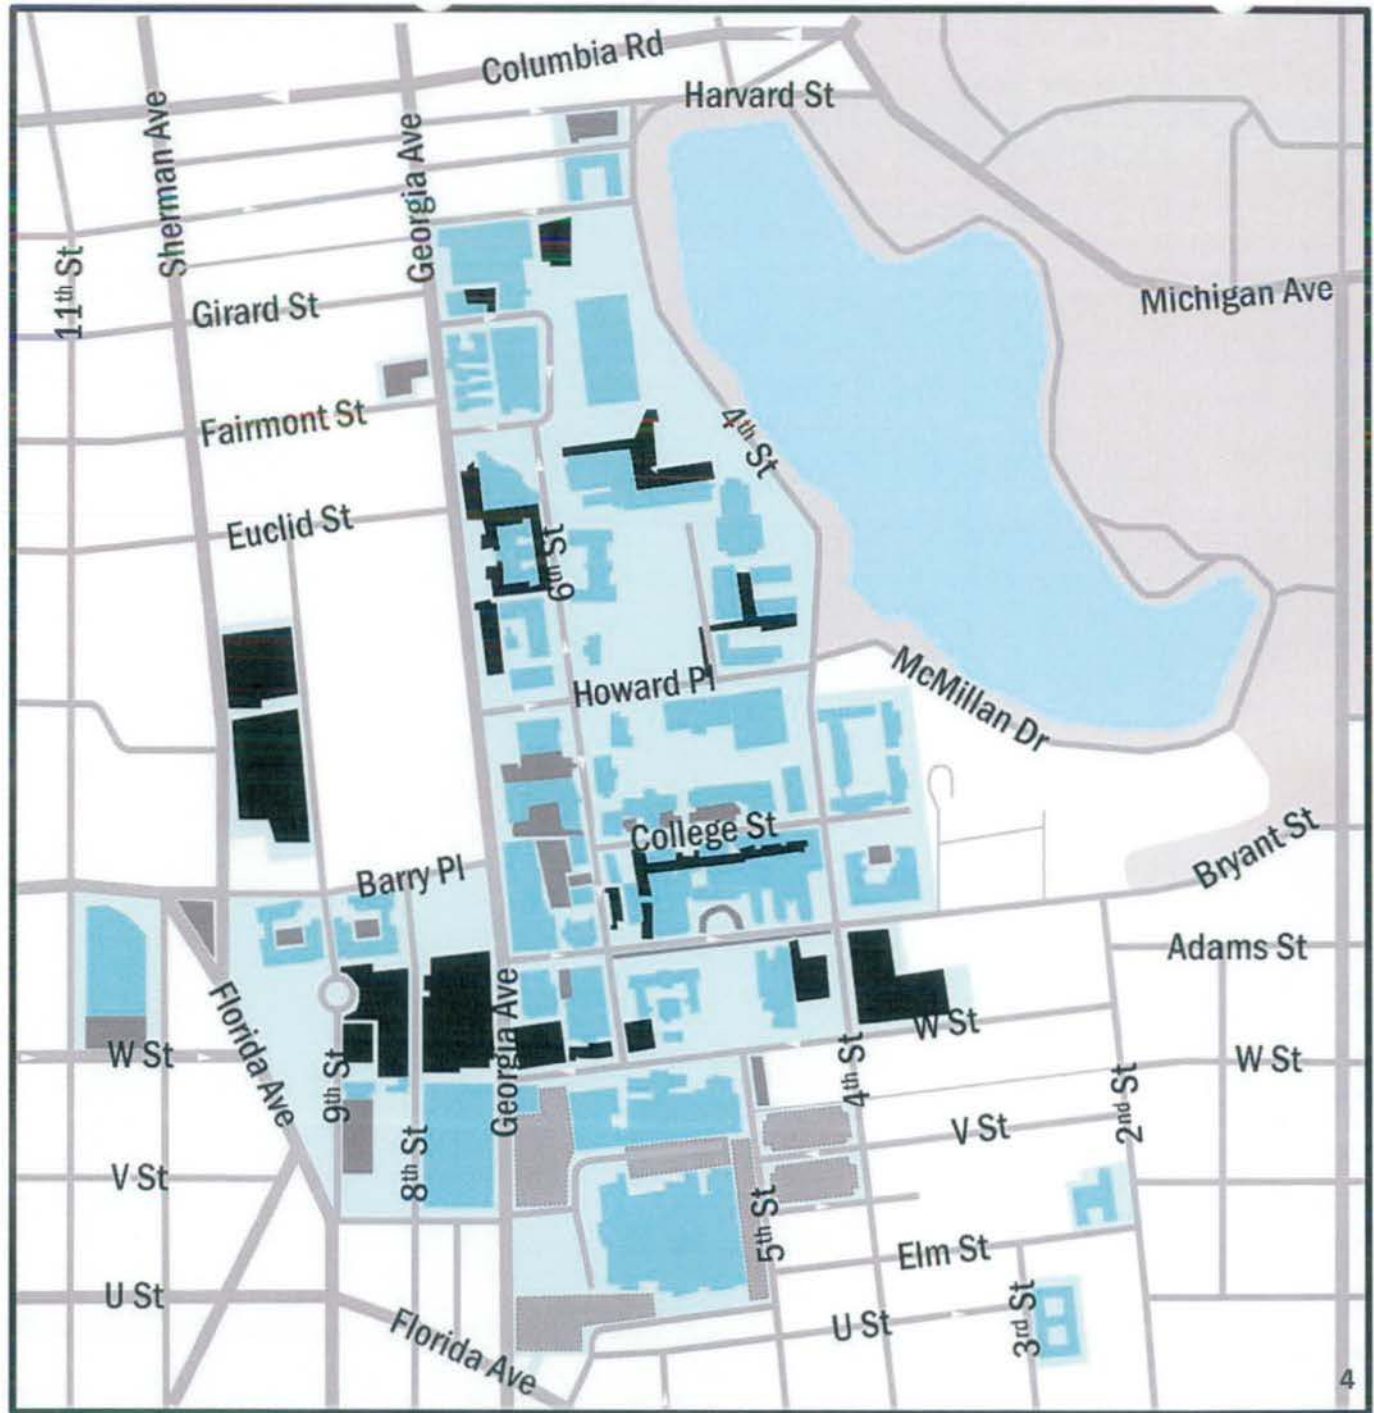 Columbia Rd
Harvard St
Sherman Ave
Georgia Ave
11th St
Girard St
Michigan Ave
Fairmont St
4th St
Euclid St
6th St
Howard Pl
McMillan Dr
College St
Bryant St
Barry Pl
Adams St
Florida Ave
Georgia Ave
W St
W St
9th St
4th St
W St
2nd St
8th St
V St
V St
5th St
Elm St
U St
3rd St
U St
Florida Ave
4